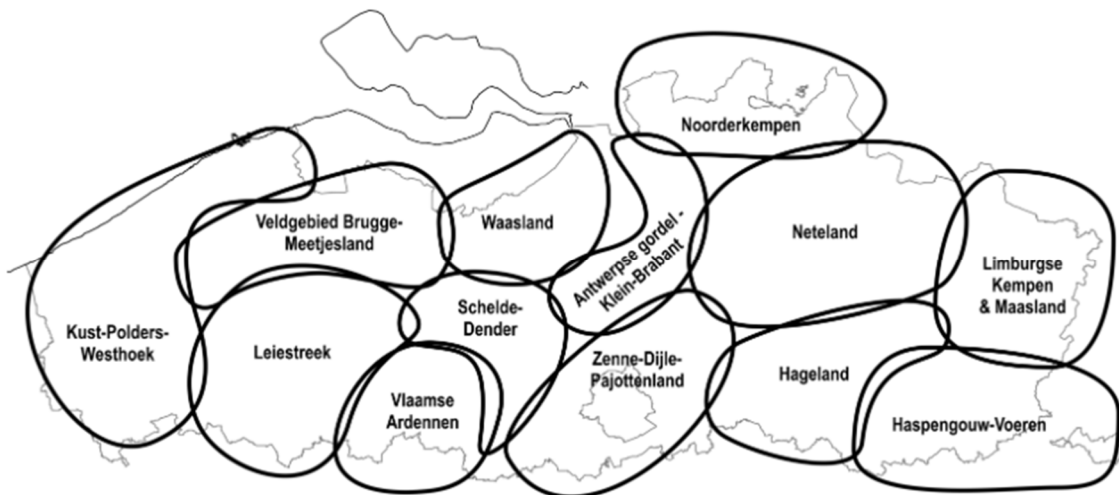 Noorderkempen
Veldgebied Brugge-
Meetjesland
Waasland
Antwerpse gordel -
Klein-Brabant
Neteland
Limburgse
Kempen
& Maasland
Kust-Polders-
Westhoek
Leiestreek
Schelde-
Dender
Vlaamse
Ardennen
Zenne-Dijle-
Pajottenland
Hageland
Haspengouw-Voeren